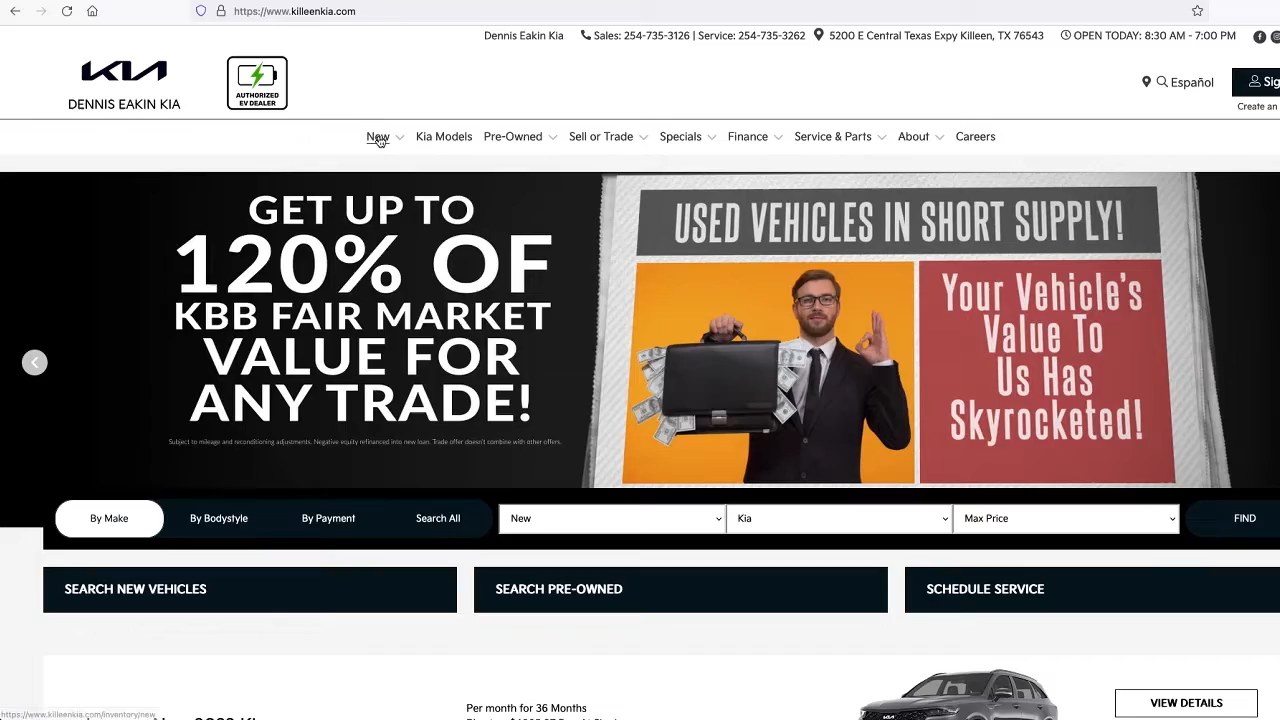 https://www.killeenkia.com
Dennis Eakin Kia Sales: 254-735-3126 | Service: 254-735-3262 5200 E Central Texas Expy Killeen, TX 76543 OPEN TODAY: 8:30 AM - 7:00 PM
KIA
DENNIS EAKIN KIA
AUTHORIZED
EV DEALER
Español
Sig
Create an
New Kia Models Pre-Owned Sell or Trade Specials Finance Service & Parts About Careers
GET UP TO
120% OF
KBB FAIR MARKET
VALUE FOR
ANY TRADE!
Subject to mileage and reconditioning adjustments. Negative equity refinanced into new loan. Trade offer doesn't combine with other offers.
USED VEHICLES IN SHORT SUPPLY!
Your Vehicle's
Value To
Us Has
Skyrocketed!
By Make By Bodystyle By Payment Search All New Kia Max Price FIND
SEARCH NEW VEHICLES SEARCH PRE-OWNED SCHEDULE SERVICE
Per month for 36 Months
VIEW DETAILS
https://www.killeenkia.com/inventory/new